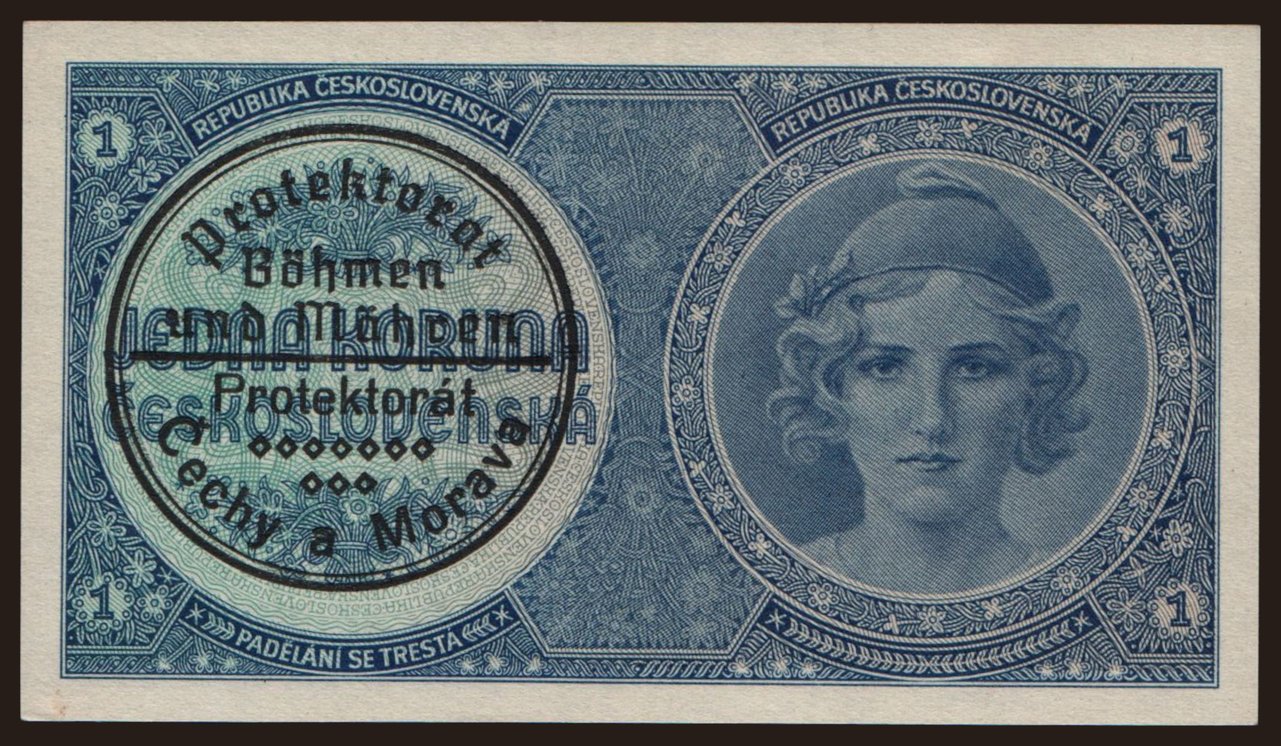 REPUBLIKA ČESKOSLOVENSKÁ
REPUBLIKA ČESKOSLOVENSKÁ
1
1
Protektorat
Böhmen
und Mähren
JEDNA KORUNA
Protektorát
ČESKOSLOVENSKÁ
Čechy a Morava
1
1
PADĚLÁNÍ SE TRESTÁ